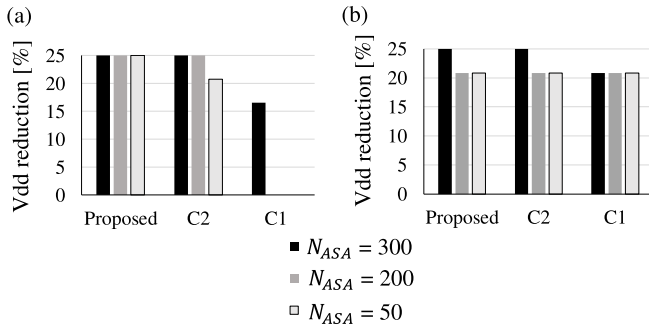 (a)
Vdd reduction [%]
25
20
15
10
5
0
Proposed C2 C1
(b)
Vdd reduction [%]
25
20
15
10
5
0
Proposed C2 C1
N_ASA = 300
N_ASA = 200
N_ASA = 50